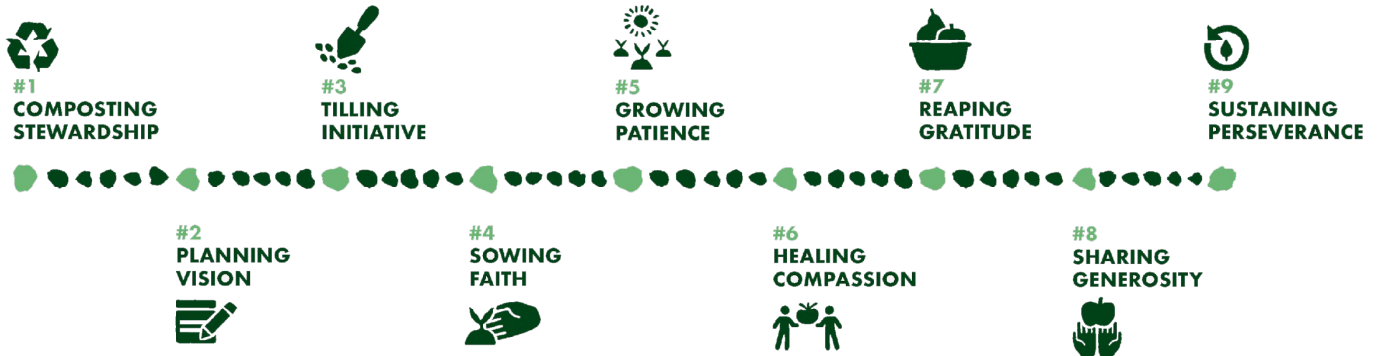 #1
COMPOSTING
STEWARDSHIP
#2
PLANNING
VISION
#3
TILLING
INITIATIVE
#4
SOWING
FAITH
#5
GROWING
PATIENCE
#6
HEALING
COMPASSION
#7
REAPING
GRATITUDE
#8
SHARING
GENEROSITY
#9
SUSTAINING
PERSEVERANCE